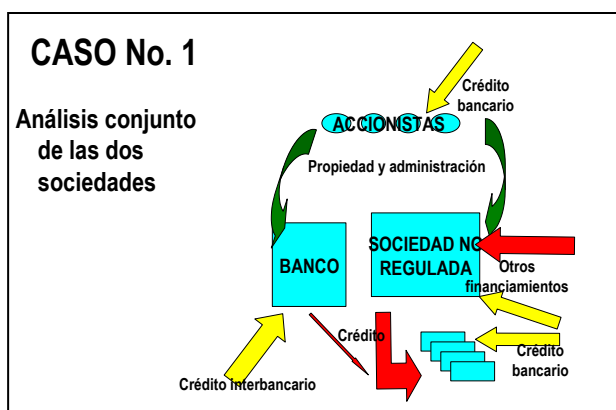 CASO No. 1
Análisis conjunto
de las dos
sociedades
Crédito
bancario
ACCIONISTAS
Propiedad y administración
BANCO
SOCIEDAD NO
REGULADA
Otros
financiamientos
Crédito
Crédito
bancario
Crédito interbancario